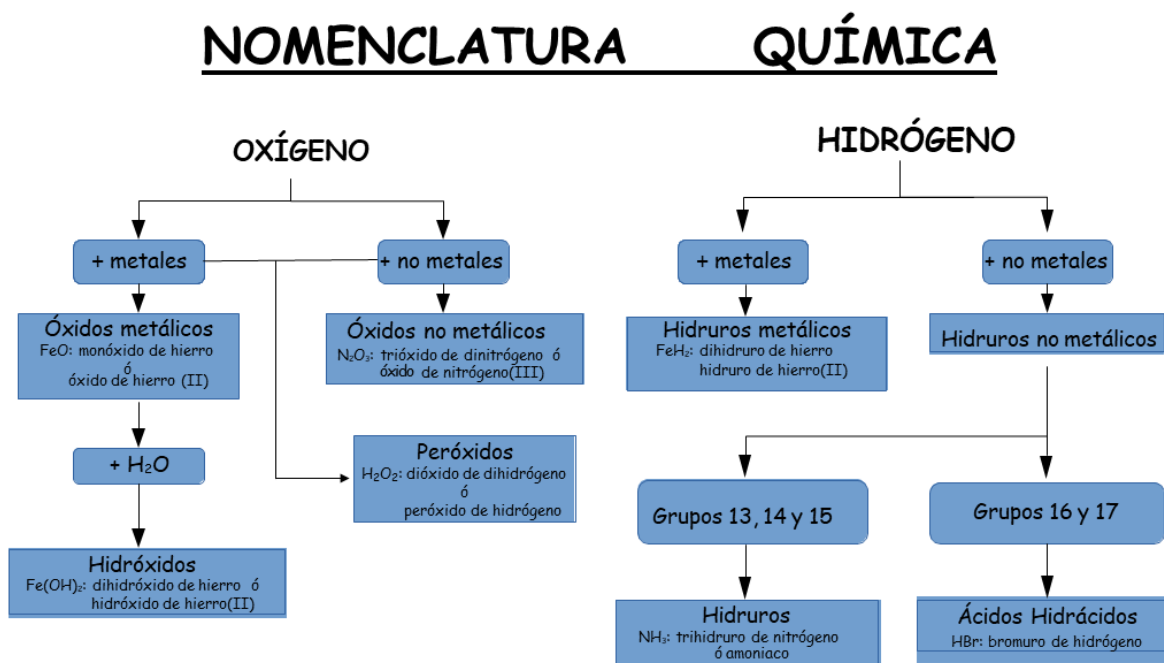 NOMENCLATURA QUÍMICA
OXÍGENO
+ metales
+ no metales
Óxidos metálicos
FeO: monóxido de hierro
ó
óxido de hierro (II)
Óxidos no metálicos
N₂O₃: trióxido de dinitrógeno ó
óxido de nitrógeno(III)
+ H₂O
Peróxidos
H₂O₂: dióxido de dihidrógeno
ó
peróxido de hidrógeno
Hidróxidos
Fe(OH)₂: dihidróxido de hierro ó
hidróxido de hierro(II)
HIDRÓGENO
+ metales
+ no metales
Hidruros metálicos
FeH₂: dihidruro de hierro
hidruro de hierro(II)
Hidruros no metálicos
Grupos 13, 14 y 15
Grupos 16 y 17
Hidruros
NH₃: trihidruro de nitrógeno
ó amoniaco
Ácidos Hidrácidos
HBr: bromuro de hidrógeno